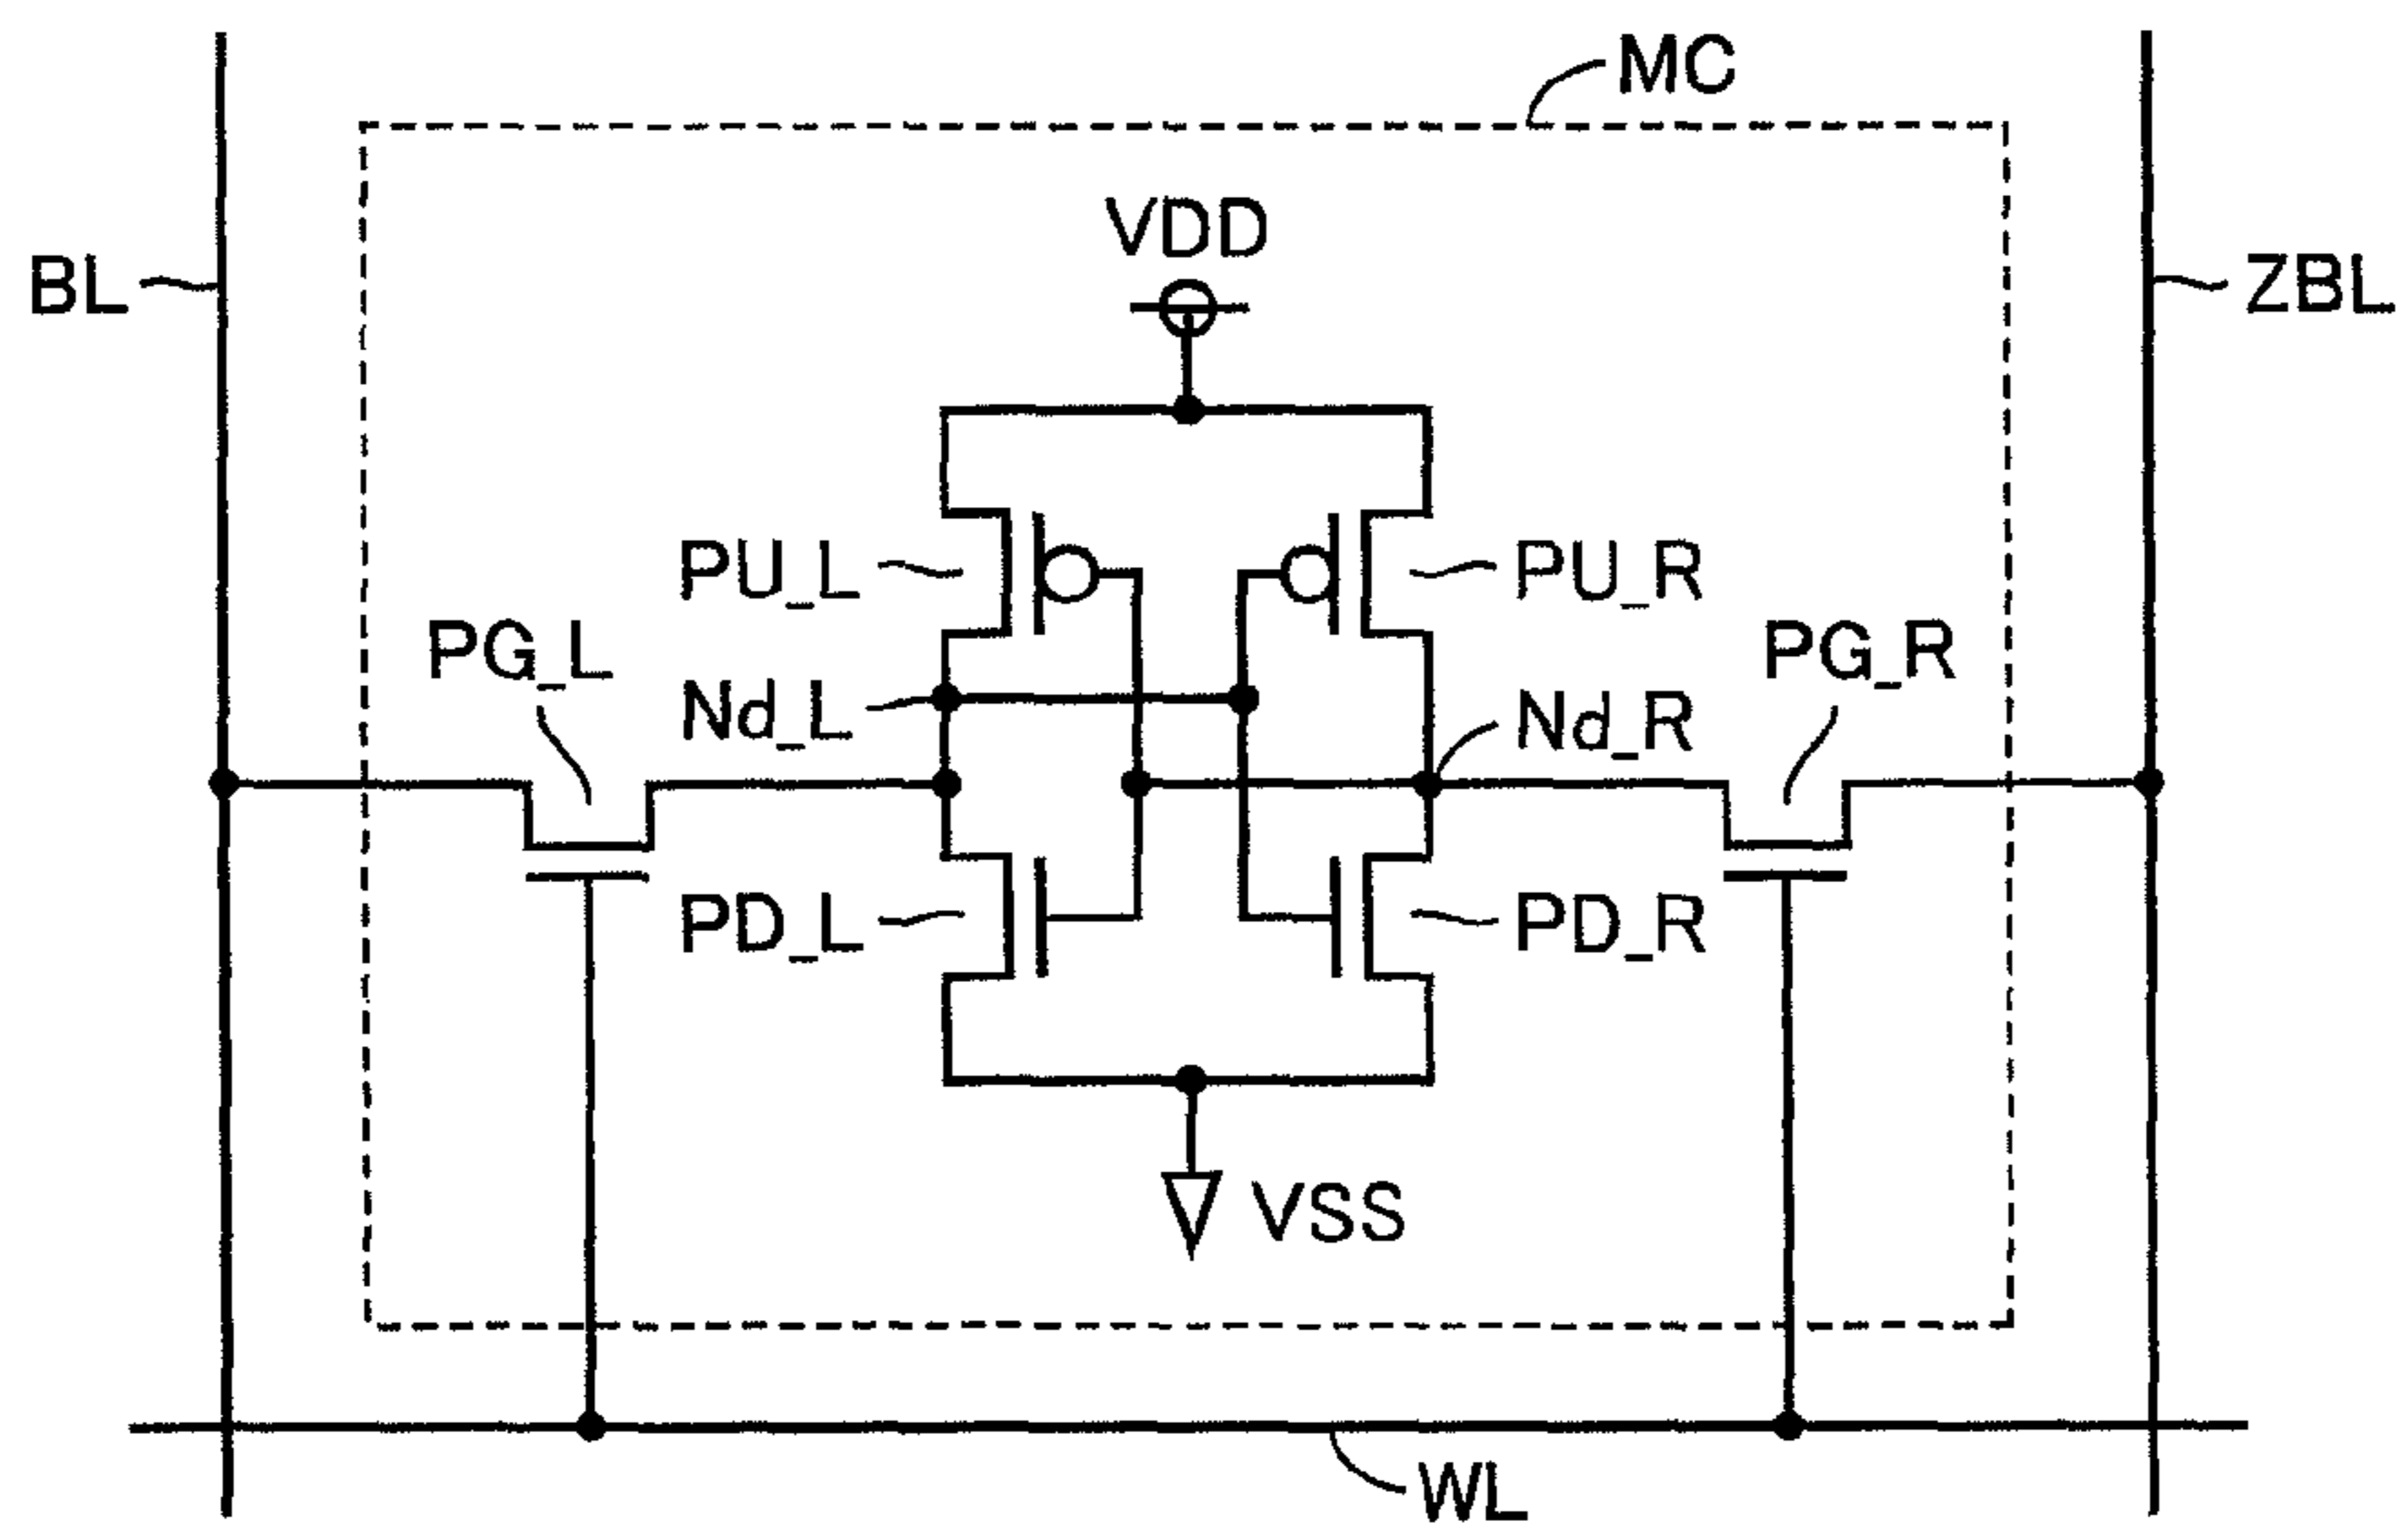 MC
VDD
BL
ZBL
PU_L
PU_R
PG_L
PG_R
Nd_L
Nd_R
PD_L
PD_R
VSS
WL